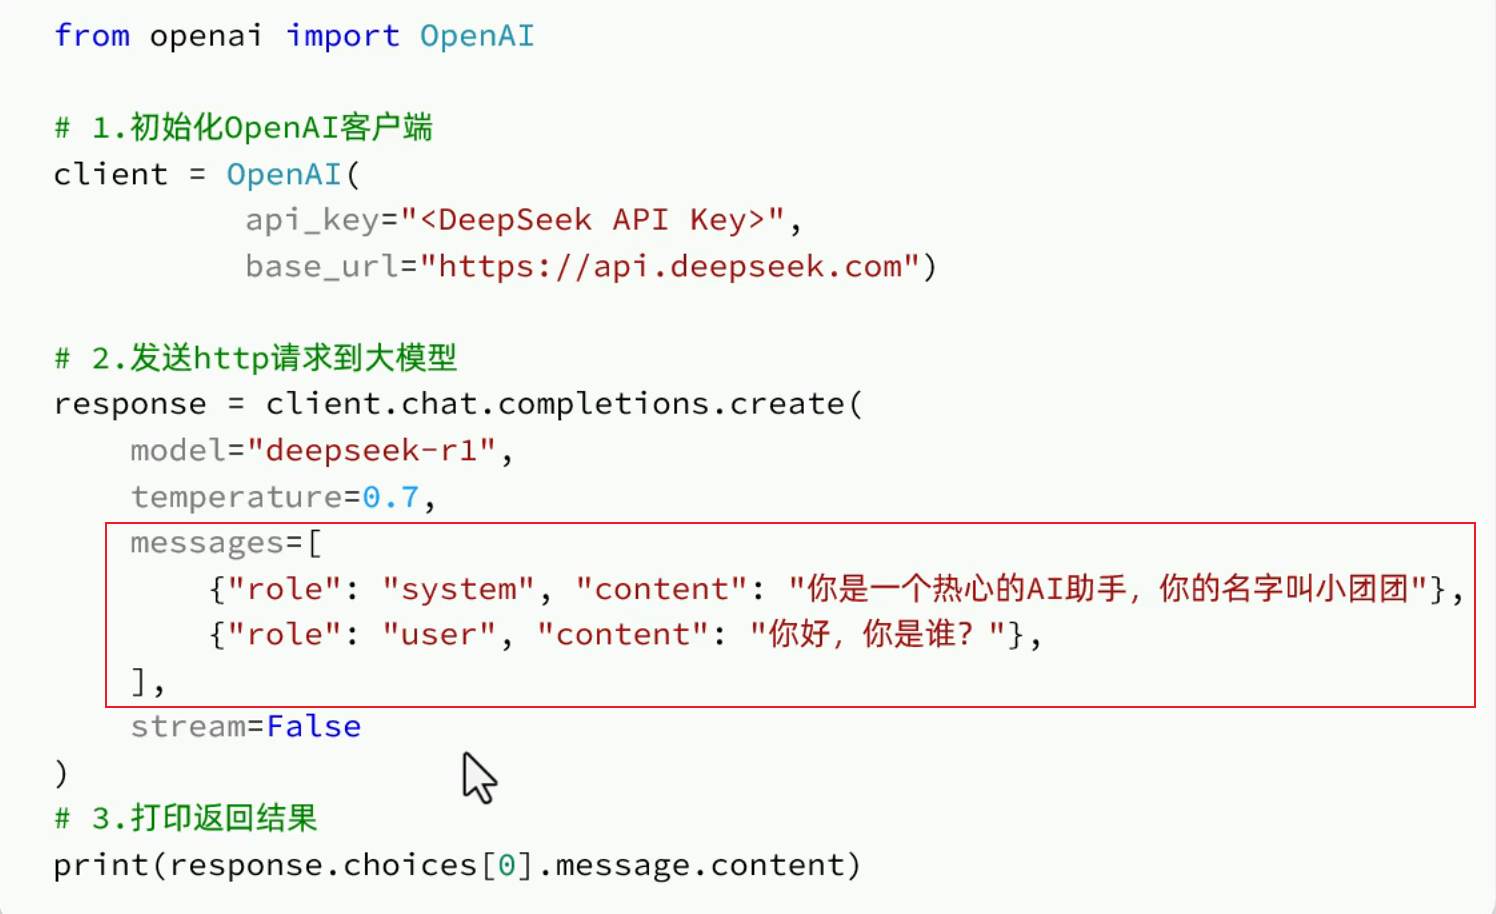 from openai import OpenAI
# 1.初始化OpenAI客户端
client = OpenAI(
api_key="<DeepSeek API Key>",
base_url="https://api.deepseek.com")
# 2.发送http请求到大模型
response = client.chat.completions.create(
model="deepseek-r1",
temperature=0.7,
messages=[
{"role": "system", "content": "你是一个热心的AI助手，你的名字叫小团团"},
{"role": "user", "content": "你好，你是谁？"},
],
stream=False
)
# 3.打印返回结果
print(response.choices[0].message.content)